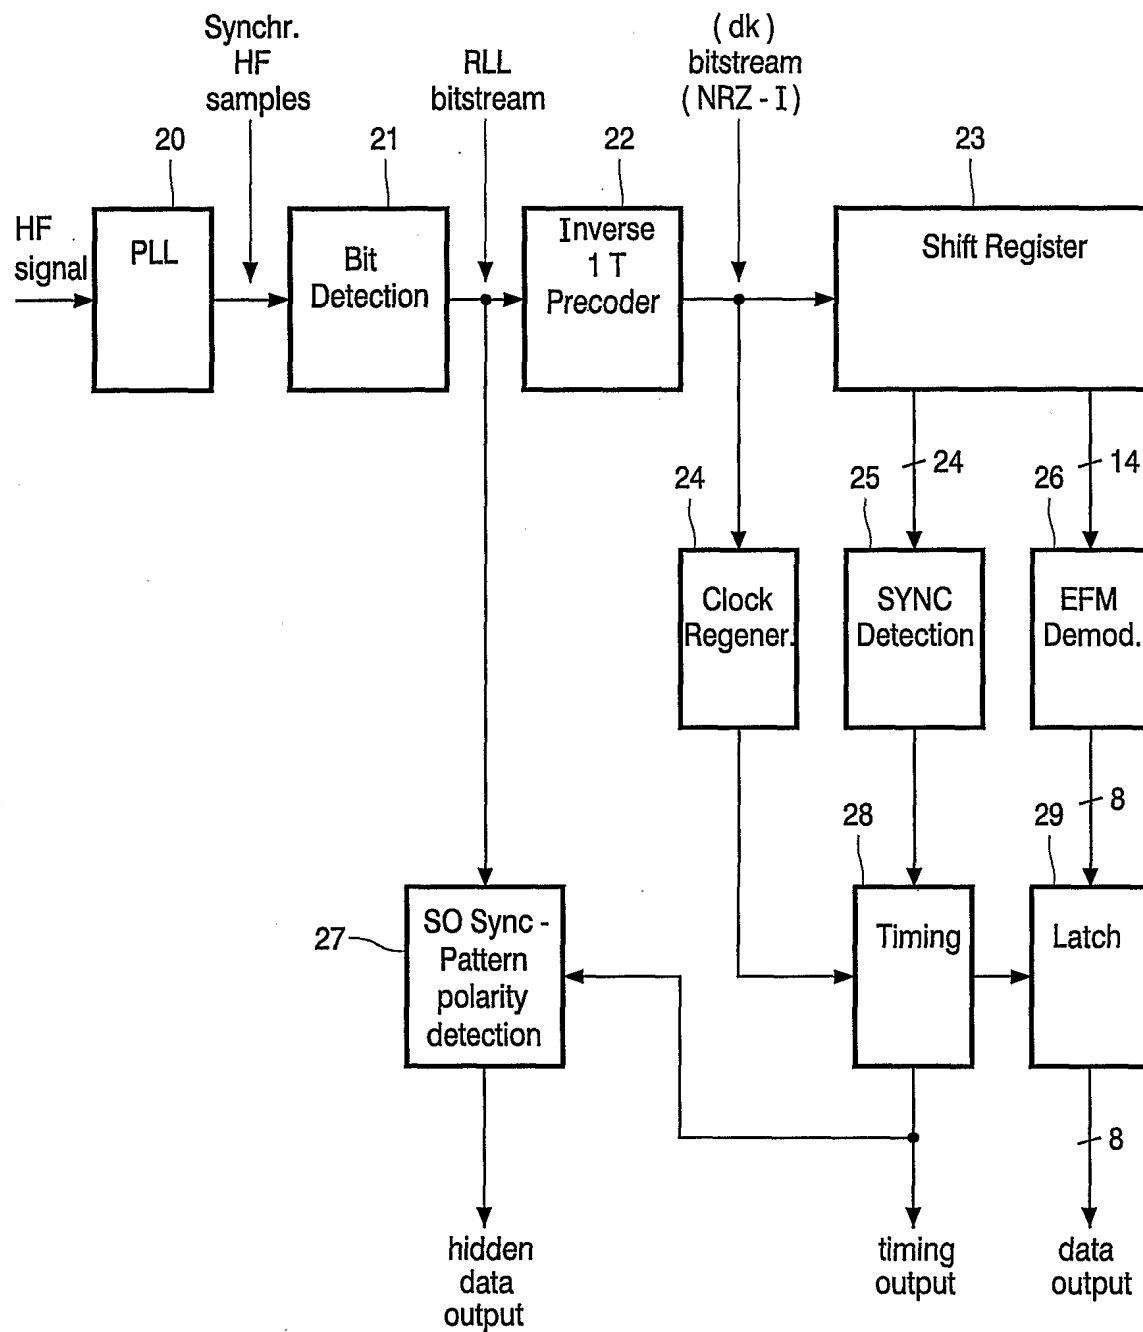 Synchr.
HF
samples
RLL
bitstream
(dk)
bitstream
(NRZ - I)
20
21
22
23
HF
signal
PLL
Bit
Detection
Inverse
1 T
Precoder
Shift Register
24
14
24
25
26
Clock
Regener.
SYNC
Detection
EFM
Demod.
8
28
29
27
SO Sync -
Pattern
polarity
detection
Timing
Latch
8
hidden
data
output
timing
output
data
output